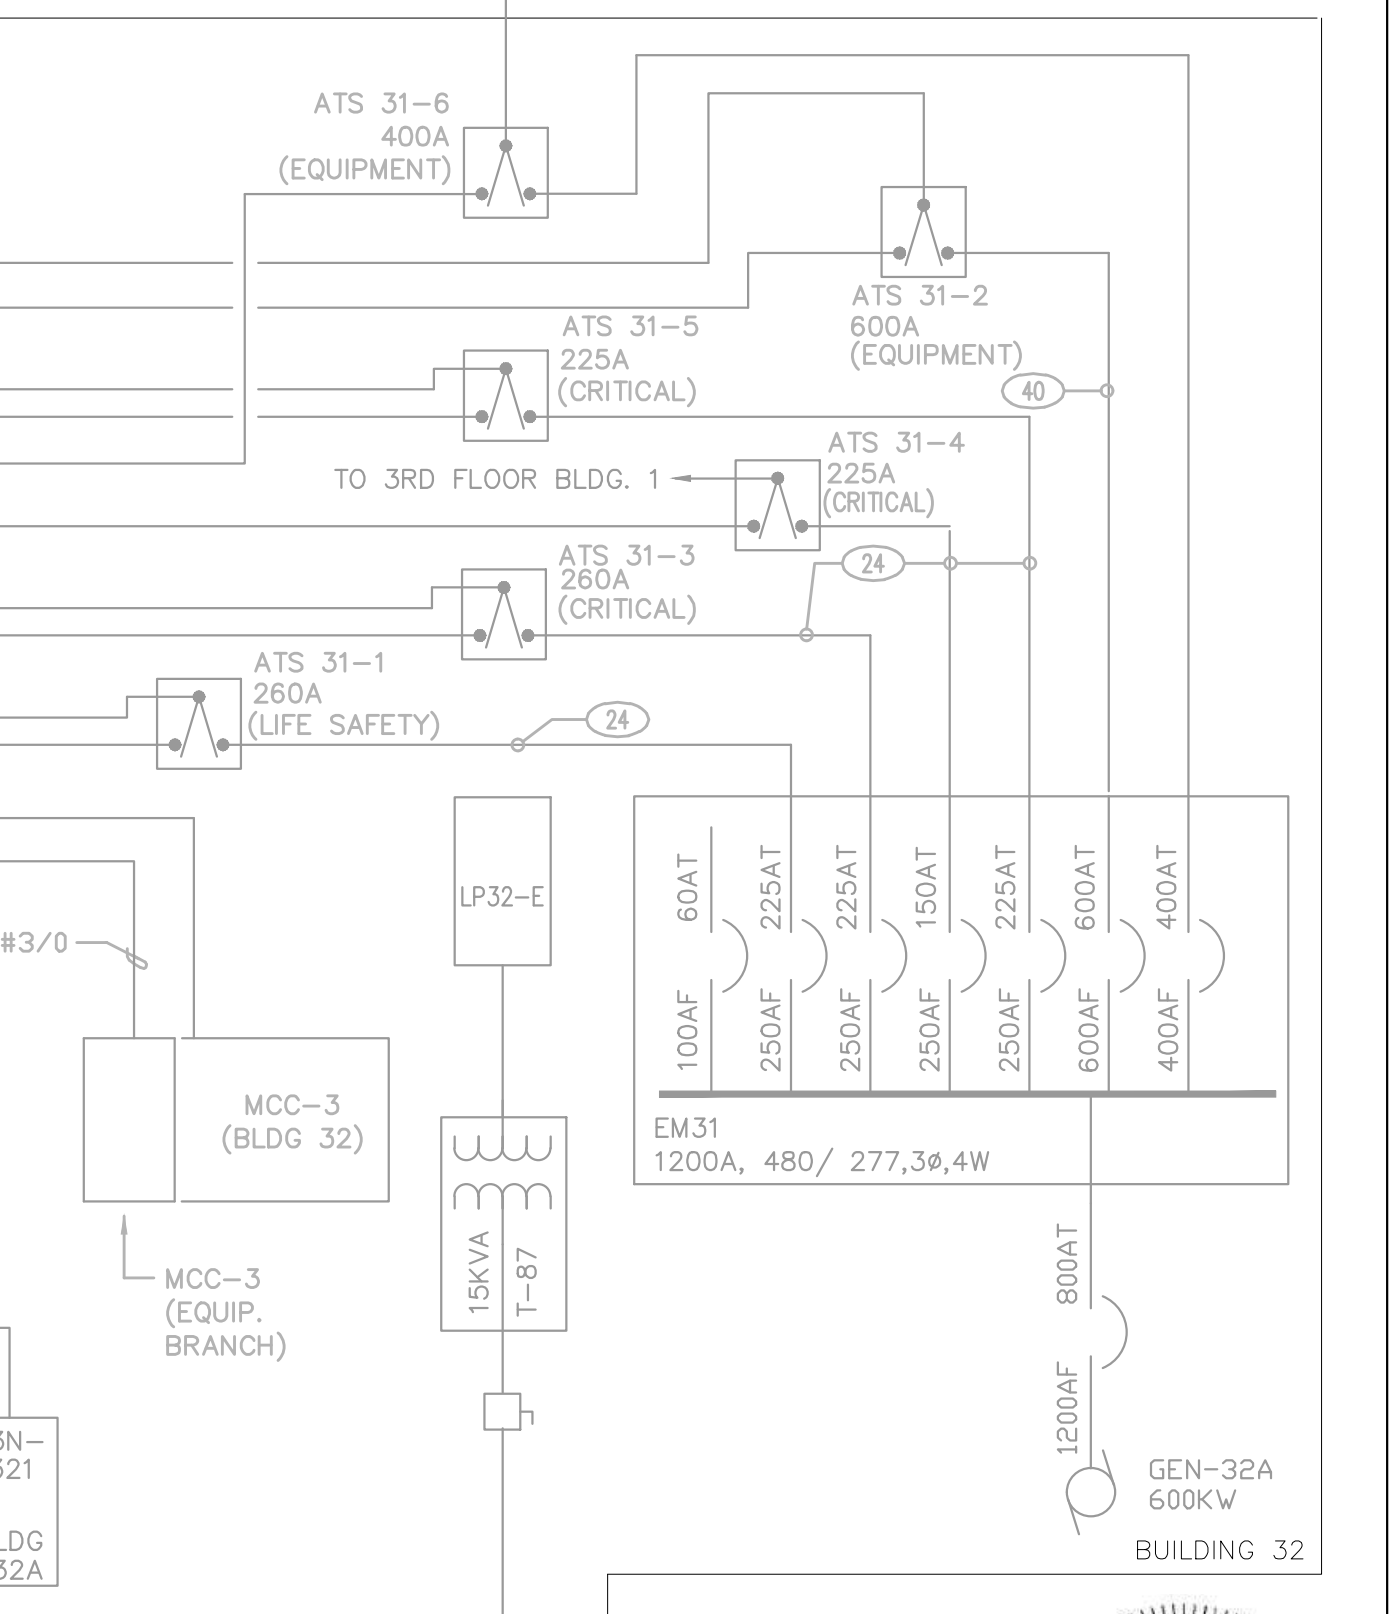 ATS 31-6
400A
(EQUIPMENT)
ATS 31-2
600A
(EQUIPMENT)
ATS 31-5
225A
(CRITICAL)
40
ATS 31-4
225A
(CRITICAL)
TO 3RD FLOOR BLDG. 1
ATS 31-3
260A
(CRITICAL)
24
ATS 31-1
260A
(LIFE SAFETY)
24
LP32-E
60AT
225AT
225AT
150AT
225AT
600AT
400AT
100AF
250AF
250AF
250AF
250AF
600AF
400AF
#3/0
MCC-3
(BLDG 32)
EM31
1200A, 480/ 277,3ø,4W
15KVA
T-87
MCC-3
(EQUIP.
BRANCH)
800AT
1200AF
3N-
321
LDG
32A
GEN-32A
600KW
BUILDING 32